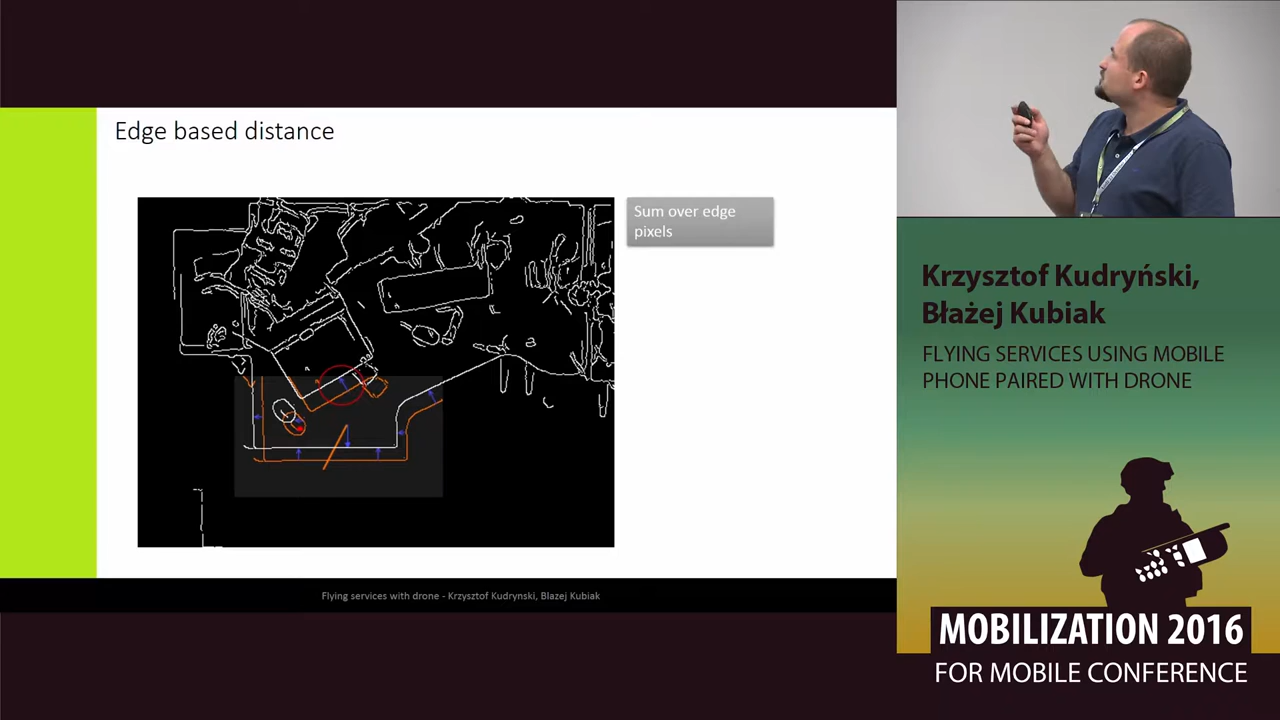 Edge based distance
Sum over edge
pixels
Flying services with drone - Krzysztof Kudrynski, Blazej Kubiak
Krzysztof Kudryński,
Błażej Kubiak
FLYING SERVICES USING MOBILE
PHONE PAIRED WITH DRONE
MOBILIZATION 2016
FOR MOBILE CONFERENCE